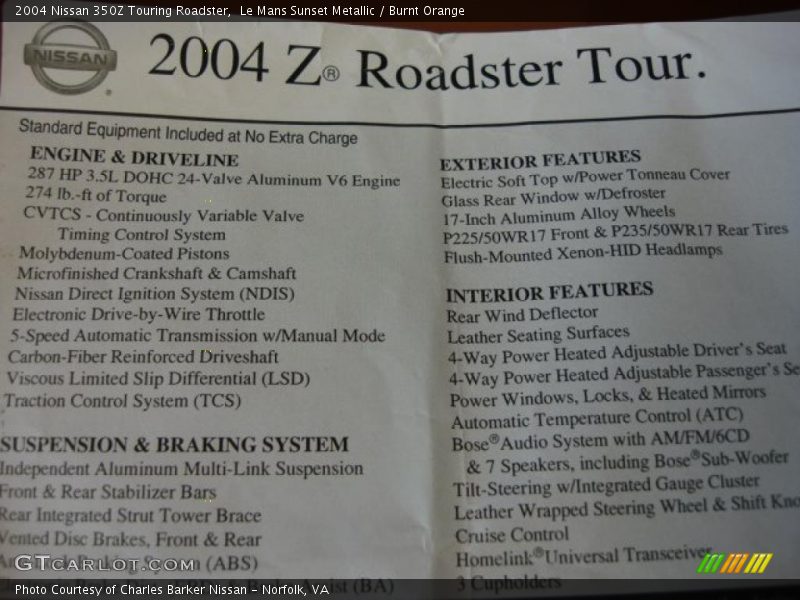 2004 Nissan 350Z Touring Roadster,  Le Mans Sunset Metallic / Burnt Orange
NISSAN
2004 Z® Roadster Tour.
Standard Equipment Included at No Extra Charge
ENGINE & DRIVELINE
287 HP 3.5L DOHC 24-Valve Aluminum V6 Engine
274 lb.-ft of Torque
CVTCS - Continuously Variable Valve
Timing Control System
Molybdenum-Coated Pistons
Microfinished Crankshaft & Camshaft
Nissan Direct Ignition System (NDIS)
Electronic Drive-by-Wire Throttle
5-Speed Automatic Transmission w/Manual Mode
Carbon-Fiber Reinforced Driveshaft
Viscous Limited Slip Differential (LSD)
Traction Control System (TCS)
SUSPENSION & BRAKING SYSTEM
Independent Aluminum Multi-Link Suspension
Front & Rear Stabilizer Bars
Rear Integrated Strut Tower Brace
Vented Disc Brakes, Front & Rear
(ABS)
(BA)
EXTERIOR FEATURES
Electric Soft Top w/Power Tonneau Cover
Glass Rear Window w/Defroster
17-Inch Aluminum Alloy Wheels
P225/50WR17 Front & P235/50WR17 Rear Tires
Flush-Mounted Xenon-HID Headlamps
INTERIOR FEATURES
Rear Wind Deflector
Leather Seating Surfaces
4-Way Power Heated Adjustable Driver's Seat
4-Way Power Heated Adjustable Passenger's Se
Power Windows, Locks, & Heated Mirrors
Automatic Temperature Control (ATC)
Bose® Audio System with AM/FM/6CD
& 7 Speakers, including Bose® Sub-Woofer
Tilt-Steering w/Integrated Gauge Cluster
Leather Wrapped Steering Wheel & Shift Kno
Cruise Control
Homelink® Universal Transceiver
3 Cupholders
GTCarLot.com
Photo Courtesy of Charles Barker Nissan - Norfolk, VA